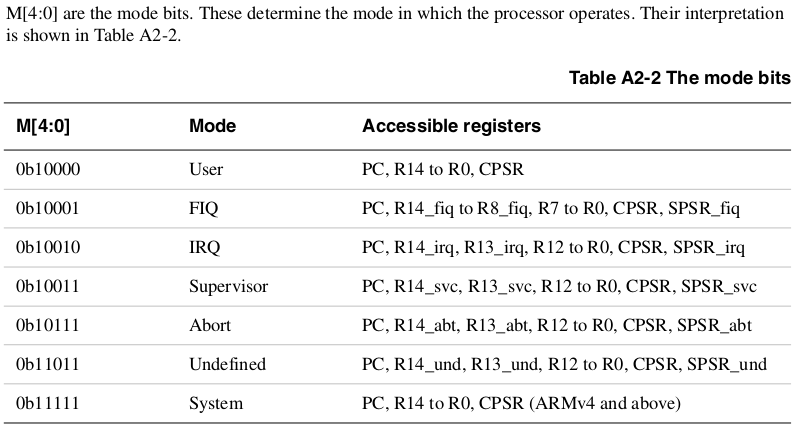 M[4:0] are the mode bits. These determine the mode in which the processor operates. Their interpretation
is shown in Table A2-2.
Table A2-2 The mode bits
M[4:0] Mode Accessible registers
0b10000 User PC, R14 to R0, CPSR
0b10001 FIQ PC, R14_fiq to R8_fiq, R7 to R0, CPSR, SPSR_fiq
0b10010 IRQ PC, R14_irq, R13_irq, R12 to R0, CPSR, SPSR_irq
0b10011 Supervisor PC, R14_svc, R13_svc, R12 to R0, CPSR, SPSR_svc
0b10111 Abort PC, R14_abt, R13_abt, R12 to R0, CPSR, SPSR_abt
0b11011 Undefined PC, R14_und, R13_und, R12 to R0, CPSR, SPSR_und
0b11111 System PC, R14 to R0, CPSR (ARMv4 and above)